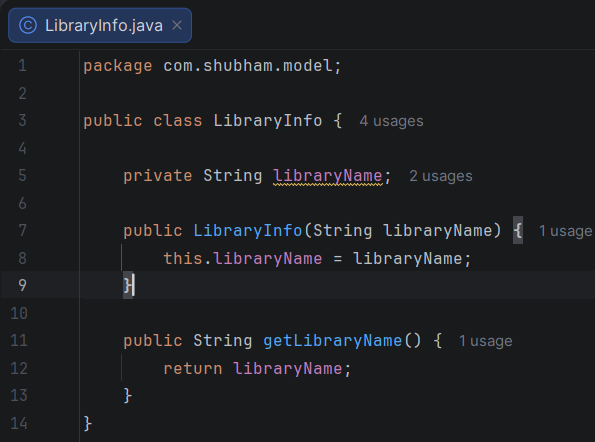 LibraryInfo.java
1 package com.shubham.model;
2
3 public class LibraryInfo { 4 usages
4
5 private String libraryName; 2 usages
6
7 public LibraryInfo(String libraryName) { 1 usage
8 this.libraryName = libraryName;
9 }
10
11 public String getLibraryName() { 1 usage
12 return libraryName;
13 }
14 }